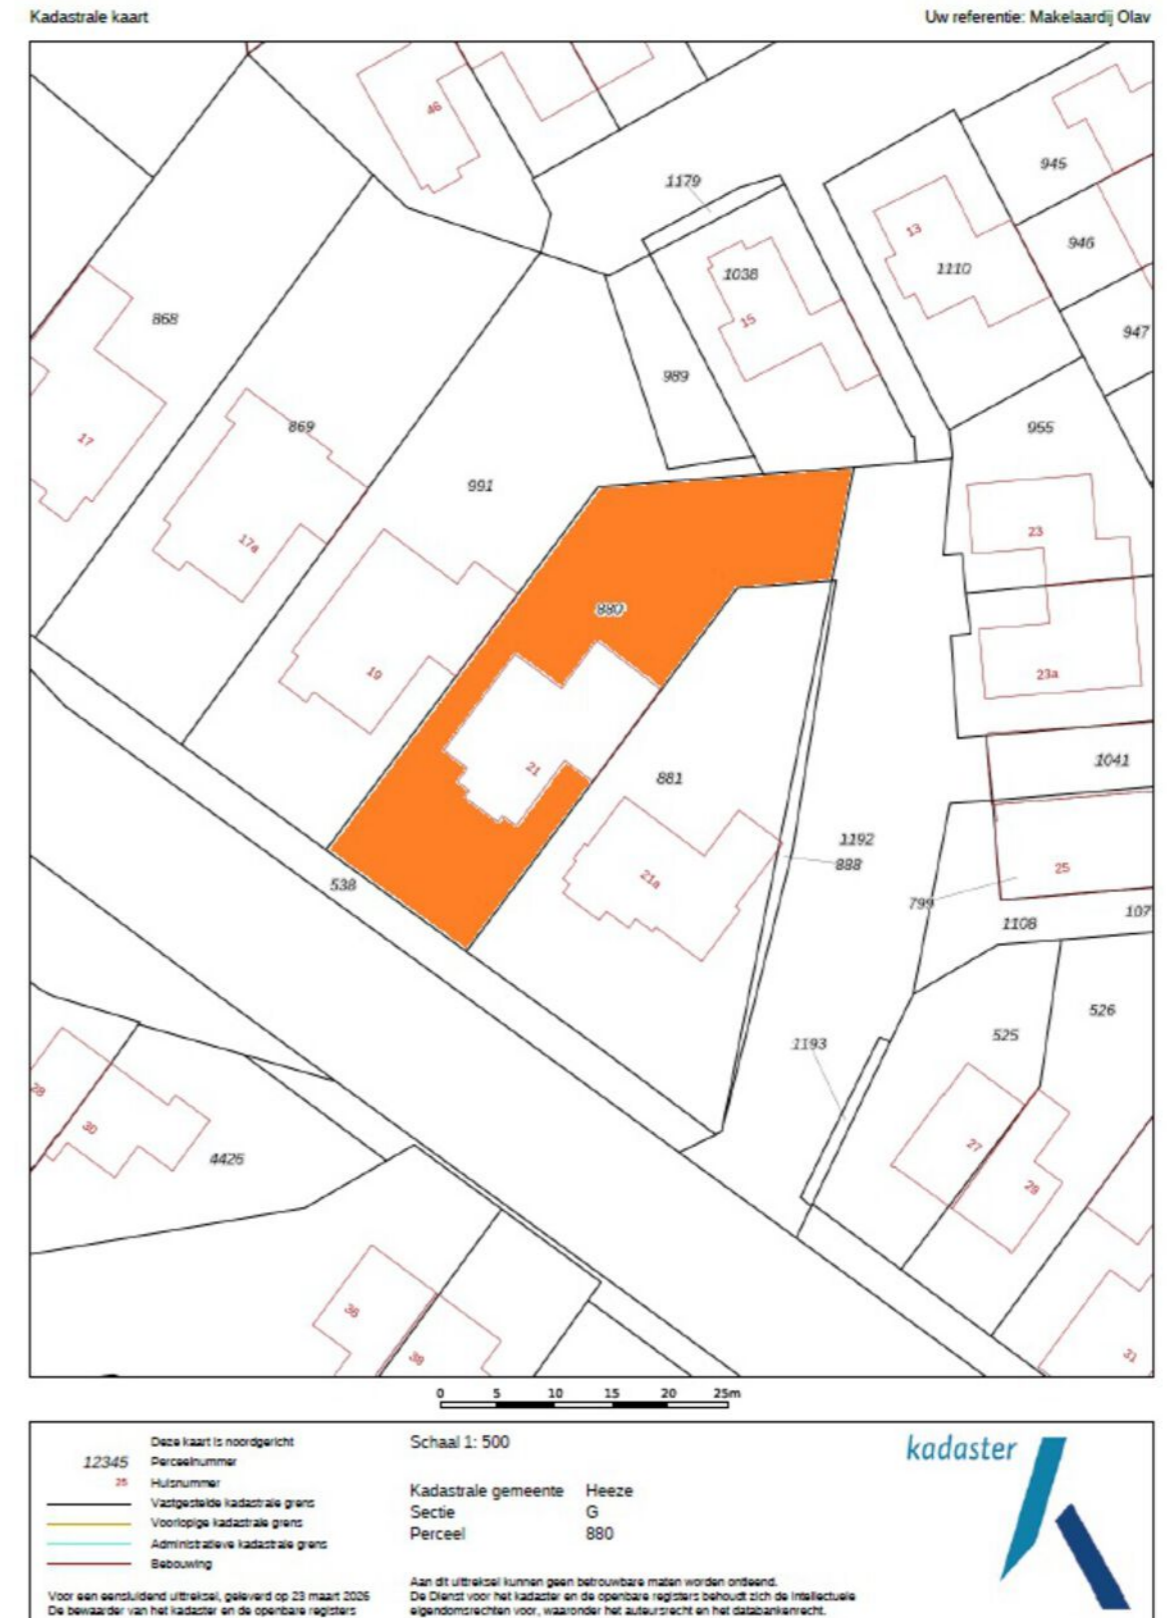 Kadastrale kaart
Uw referentie: Makelaardij Olav
46
1179
945
13
946
1110
1038
868
15
947
989
869
955
17
991
17a
23
880
19
23a
21
881
1041
1192
888
538
21a
25
799
1108
107
526
1193
525
28
30
27
4426
29
36
38
31
0 5 10 15 20 25m
Deze kaart is noordgericht
12345 Perceelnummer
25 Huisnummer
Vastgestelde kadastrale grens
Voorlopige kadastrale grens
Administratieve kadastrale grens
Bebouwing
Schaal 1: 500
Kadastrale gemeente Heeze
Sectie G
Perceel 880
kadaster
Voor een eensluidend uittreksel, geleverd op 23 maart 2026
De bewaarder van het kadaster en de openbare registers
Aan dit uittreksel kunnen geen betrouwbare maten worden ontleend.
De Dienst voor het kadaster en de openbare registers behoudt zich de intellectuele
eigendomsrechten voor, waaronder het auteursrecht en het databankenrecht.